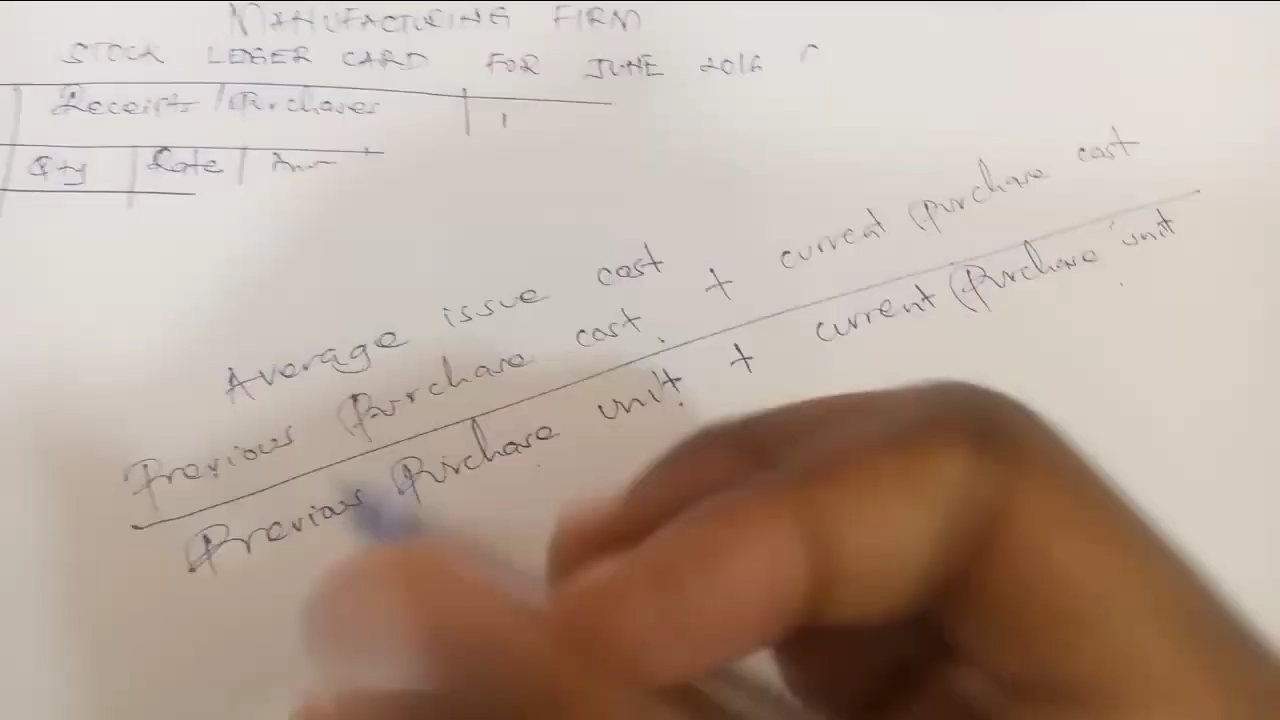 MANUFACTURING FIRM
STOCK LEDGER CARD FOR JUNE 2016
Receipts/Purchases
Qty Rate Am
Average issue cost
Previous Purchase cost + current Purchase cost
Previous Purchase unit + current Purchase unit